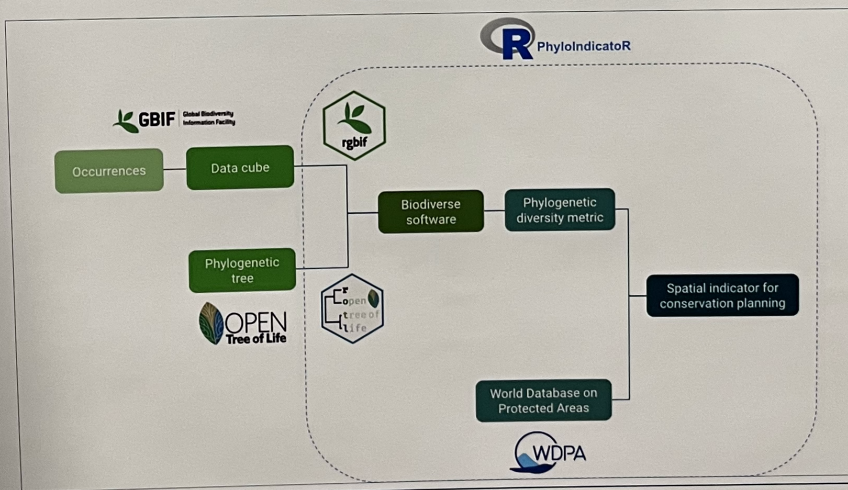 R PhyloIndicatoR
GBIF
Global Biodiversity
Information Facility
rgbif
Occurrences
Data cube
Biodiverse
software
Phylogenetic
diversity metric
Phylogenetic
tree
OPEN
Tree of Life
r
open
tree of
life
Spatial indicator for
conservation planning
World Database on
Protected Areas
WDPA